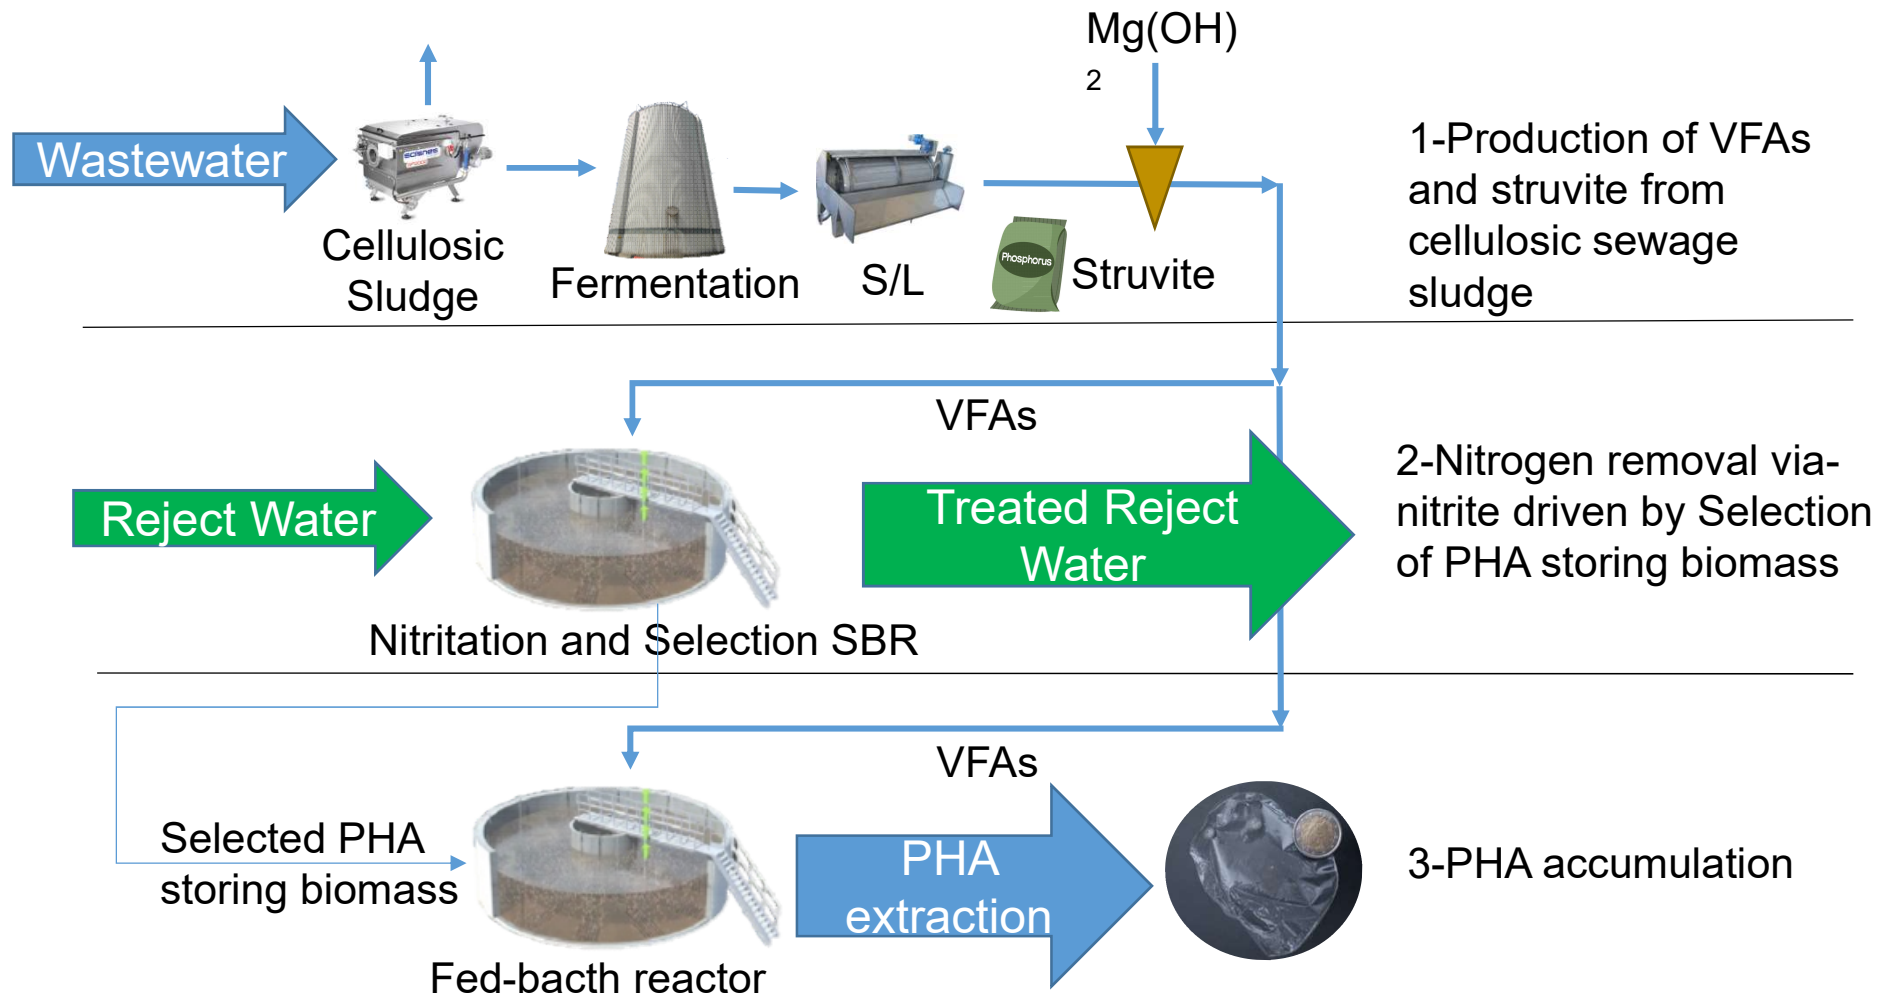 Mg(OH)
2
Wastewater
Cellulosic
Sludge
Fermentation
S/L
Phosphorus
Struvite
1-Production of VFAs
and struvite from
cellulosic sewage
sludge
VFAs
Reject Water
Treated Reject
Water
2-Nitrogen removal via-
nitrite driven by Selection
of PHA storing biomass
Nitritation and Selection SBR
VFAs
Selected PHA
storing biomass
PHA
extraction
3-PHA accumulation
Fed-bacth reactor